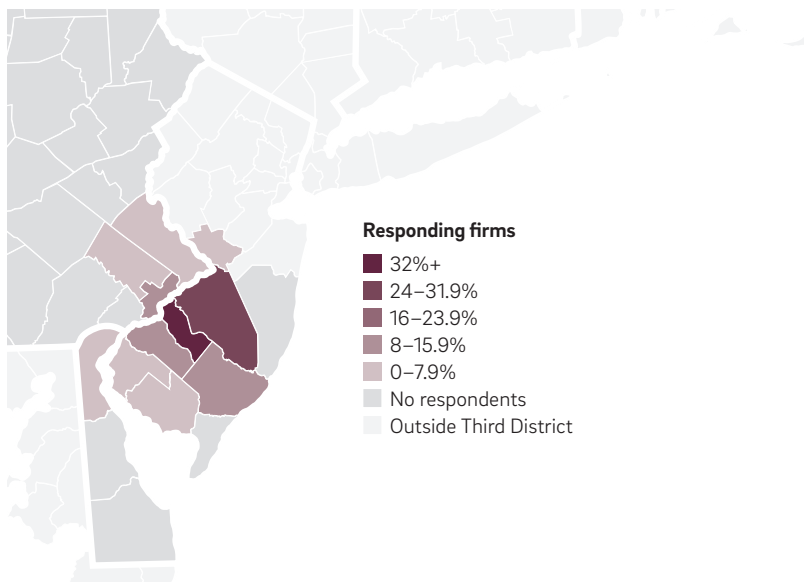 Responding firms
32%+
24–31.9%
16–23.9%
8–15.9%
0–7.9%
No respondents
Outside Third District